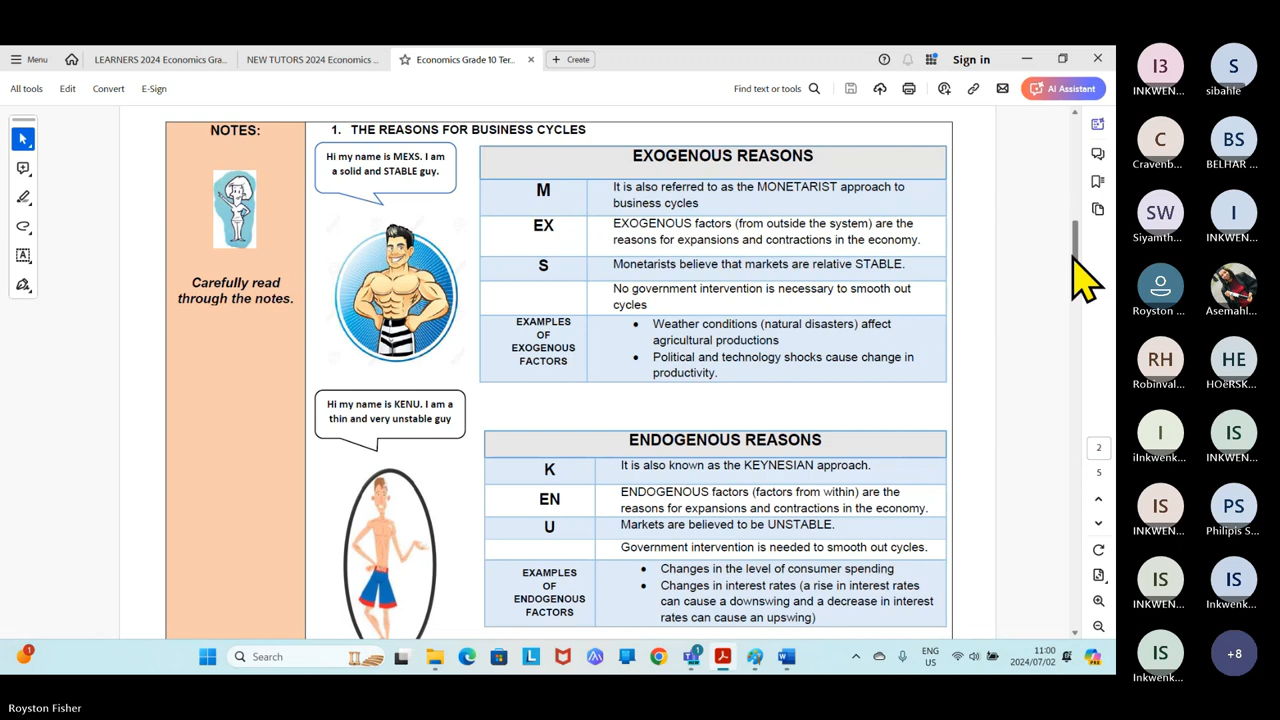 Menu
LEARNERS 2024 Economics Gra...
NEW TUTORS 2024 Economics ...
Economics Grade 10 Ter...
Create
Sign in
All tools
Edit
Convert
E-Sign
Find text or tools
AI Assistant
NOTES:
Carefully read
through the notes.
1. THE REASONS FOR BUSINESS CYCLES
Hi my name is MEXS. I am
a solid and STABLE guy.
EXOGENOUS REASONS
M
It is also referred to as the MONETARIST approach to
business cycles
EX
EXOGENOUS factors (from outside the system) are the
reasons for expansions and contractions in the economy.
S
Monetarists believe that markets are relative STABLE.
No government intervention is necessary to smooth out
cycles
EXAMPLES
OF
EXOGENOUS
FACTORS
• Weather conditions (natural disasters) affect
agricultural productions
• Political and technology shocks cause change in
productivity.
Hi my name is KENU. I am a
thin and very unstable guy
ENDOGENOUS REASONS
K
It is also known as the KEYNESIAN approach.
EN
ENDOGENOUS factors (factors from within) are the
reasons for expansions and contractions in the economy.
U
Markets are believed to be UNSTABLE.
Government intervention is needed to smooth out cycles.
EXAMPLES
OF
ENDOGENOUS
FACTORS
• Changes in the level of consumer spending
• Changes in interest rates (a rise in interest rates
can cause a downswing and a decrease in interest
rates can cause an upswing)
2
5
I3
INKWEN...
S
sibahle
C
Cravenb...
BS
BELHAR ...
SW
Siyamth...
I
INKWEN...
Royston ...
Asemahl...
RH
Robinval...
HE
HOёRSK...
I
iInkwenk...
IS
INKWEN...
IS
INKWEN...
PS
Philipis S...
IS
INKWEN...
IS
Inkwenk...
IS
Inkwenk...
+8
1
Search
1
ENG
US
11:00
2024/07/02
Royston Fisher